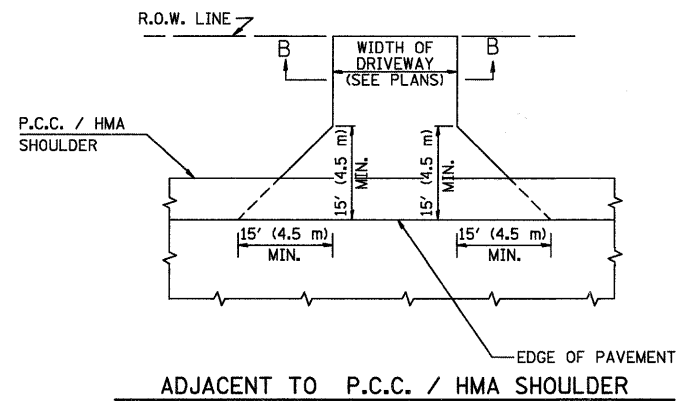 R.O.W. LINE
B
WIDTH OF
DRIVEWAY
(SEE PLANS)
B
P.C.C. / HMA
SHOULDER
15' (4.5 m)
MIN.
15' (4.5 m)
MIN.
15' (4.5 m)
MIN.
15' (4.5 m)
MIN.
EDGE OF PAVEMENT
ADJACENT TO P.C.C. / HMA SHOULDER